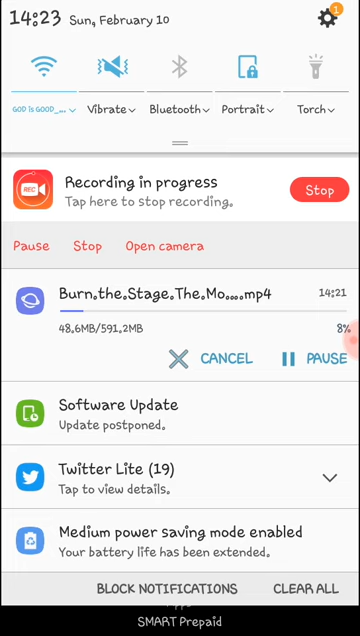 14:23 Sun, February 10
1
GOD iS GOOD_... Vibrate Bluetooth Portrait Torch
REC
Recording in progress
Tap here to stop recording.
Stop
Pause Stop Open camera
Burn.the.Stage.The.Mo....mp4 14:21
48.6MB/591.2MB 8%
CANCEL PAUSE
Software Update
Update postponed.
Twitter Lite (19)
Tap to view details.
Medium power saving mode enabled
Your battery life has been extended.
BLOCK NOTIFICATIONS CLEAR ALL
Apps
SMART Prepaid